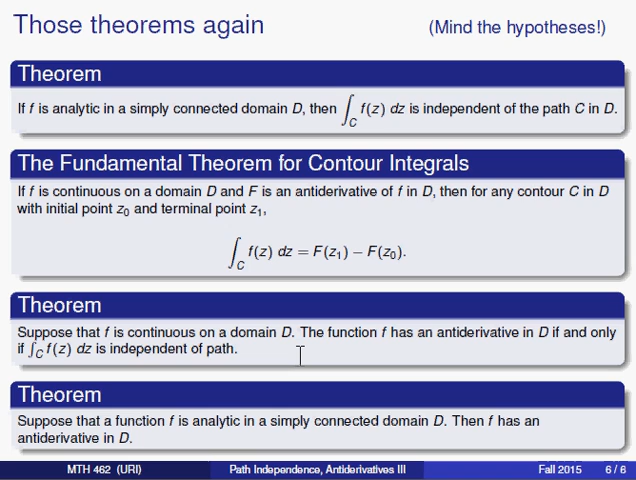 Those theorems again
(Mind the hypotheses!)
Theorem
If f is analytic in a simply connected domain D, then ∫_C f(z) dz is independent of the path C in D.
The Fundamental Theorem for Contour Integrals
If f is continuous on a domain D and F is an antiderivative of f in D, then for any contour C in D
with initial point z₀ and terminal point z₁,
∫_C f(z) dz = F(z₁) − F(z₀).
Theorem
Suppose that f is continuous on a domain D. The function f has an antiderivative in D if and only
if ∫_C f(z) dz is independent of path.
Theorem
Suppose that a function f is analytic in a simply connected domain D. Then f has an
antiderivative in D.
MTH 462 (URI)
Path Independence, Antiderivatives III
Fall 2015
6 / 6